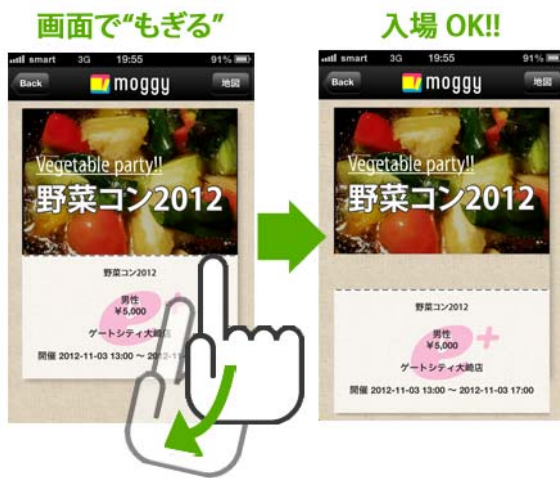 画面で“もぎる”
smart 3G 19:55 91%
Back moggy 地図
Vegetable party!!
野菜コン2012
野菜コン2012
男性
¥5,000
e+
ゲートシティ大崎店
開催 2012-11-03 13:00 ~ 2012-11
入場 OK!!
smart 3G 19:55 91%
Back moggy 地図
Vegetable party!!
野菜コン2012
野菜コン2012
男性
¥5,000
e+
ゲートシティ大崎店
開催 2012-11-03 13:00 ~ 2012-11-03 17:00